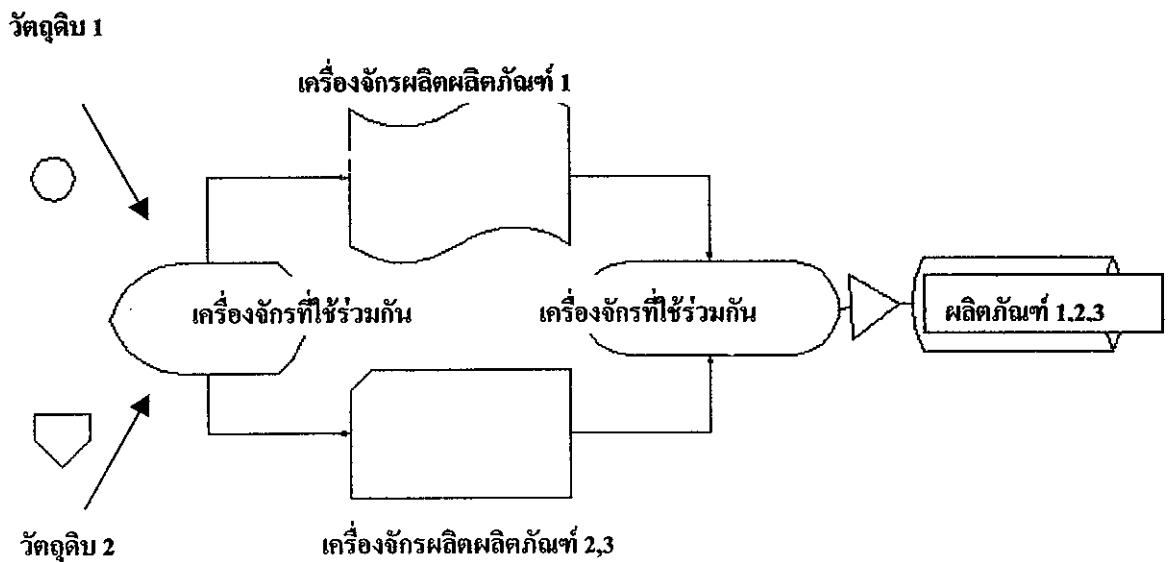 วัตถุดิบ 1
เครื่องจักรผลิตผลิตภัณฑ์ 1
เครื่องจักรที่ใช้ร่วมกัน
เครื่องจักรที่ใช้ร่วมกัน
ผลิตภัณฑ์ 1,2,3
วัตถุดิบ 2
เครื่องจักรผลิตผลิตภัณฑ์ 2,3